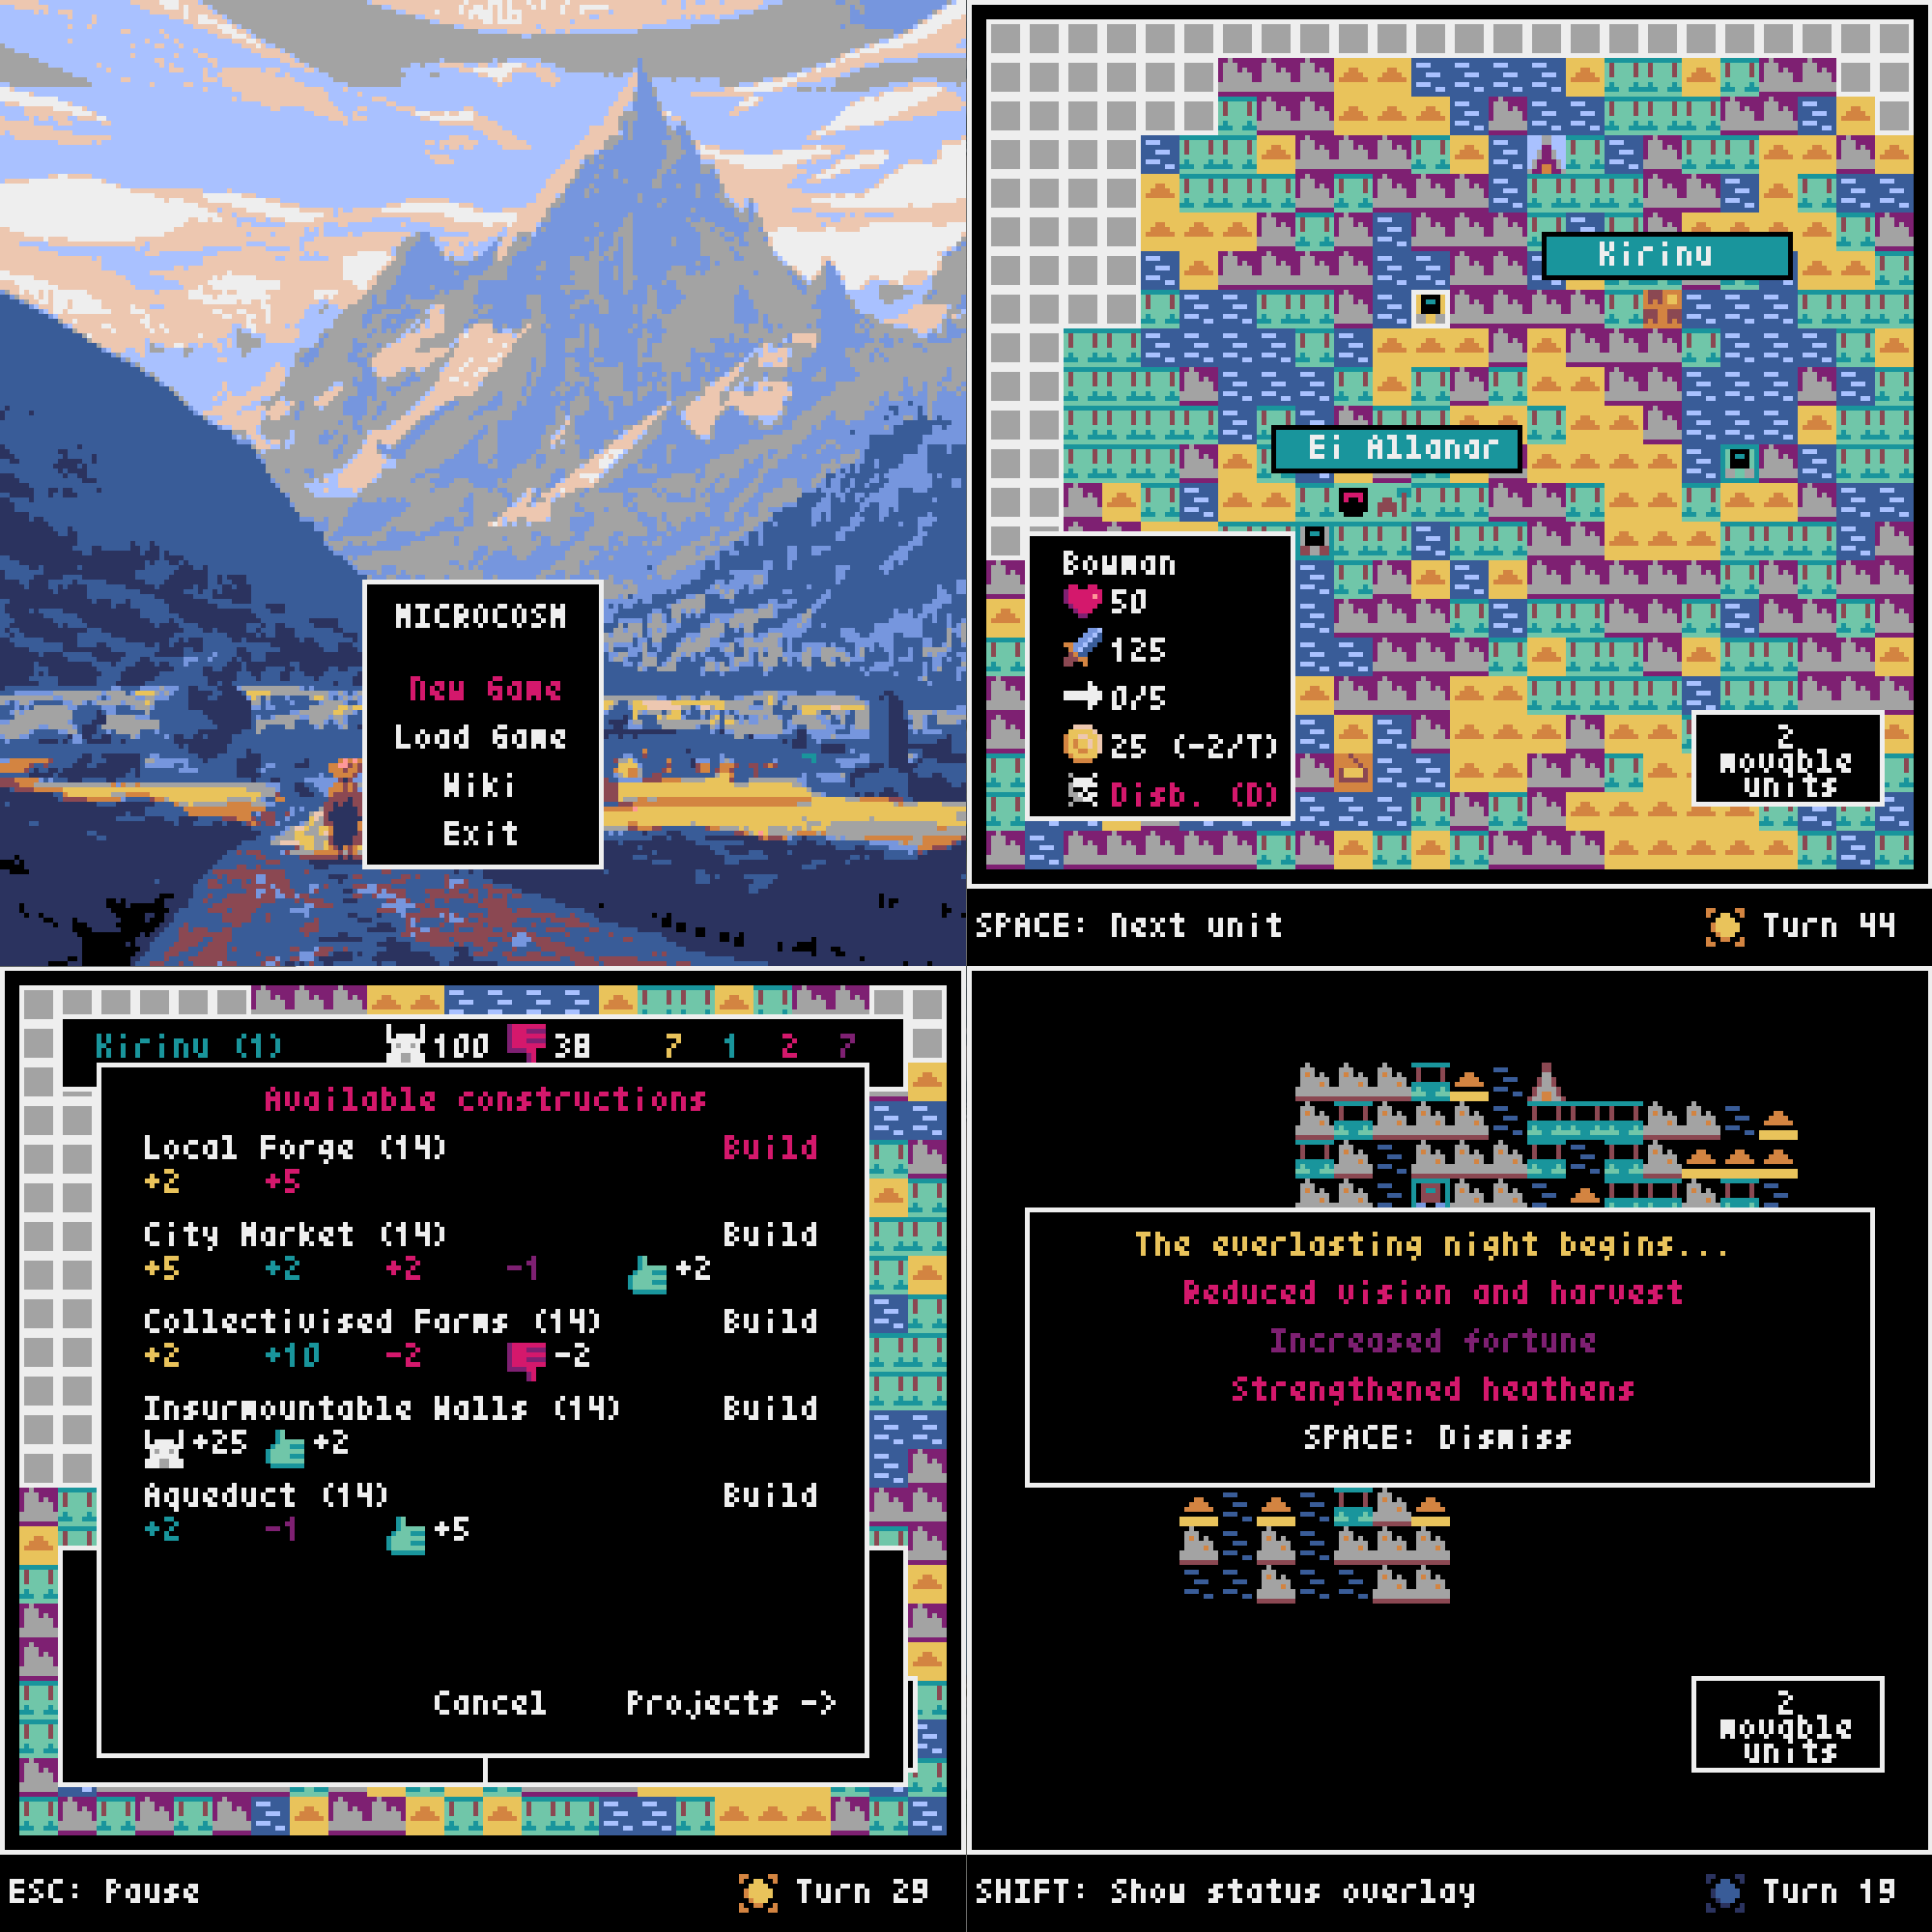 MICROCOSM
New Game
Load Game
Wiki
Exit
Kirinu
Ei Allanar
Bowman
50
125
0/5
25 (-2/T)
Disb. (D)
2
movable
units
SPACE: Next unit
Turn 44
Kirinu (1) 100 38 7 1 2 7
Available constructions
Local Forge (14) Build
+2 +5
City Market (14) Build
+5 +2 +2 -1 +2
Collectivised Farms (14) Build
+2 +10 -2 -2
Insurmountable Walls (14) Build
+25 +2
Aqueduct (14) Build
+2 -1 +5
Cancel Projects ->
ESC: Pause
Turn 29
The everlasting night begins...
Reduced vision and harvest
Increased fortune
Strengthened heathens
SPACE: Dismiss
2
movable
units
SHIFT: Show status overlay
Turn 19